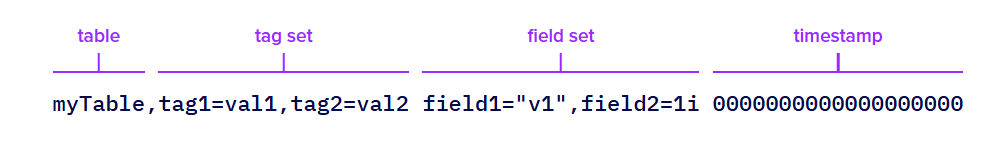 table tag set field set timestamp
myTable,tag1=val1,tag2=val2 field1="v1",field2=1i 0000000000000000000